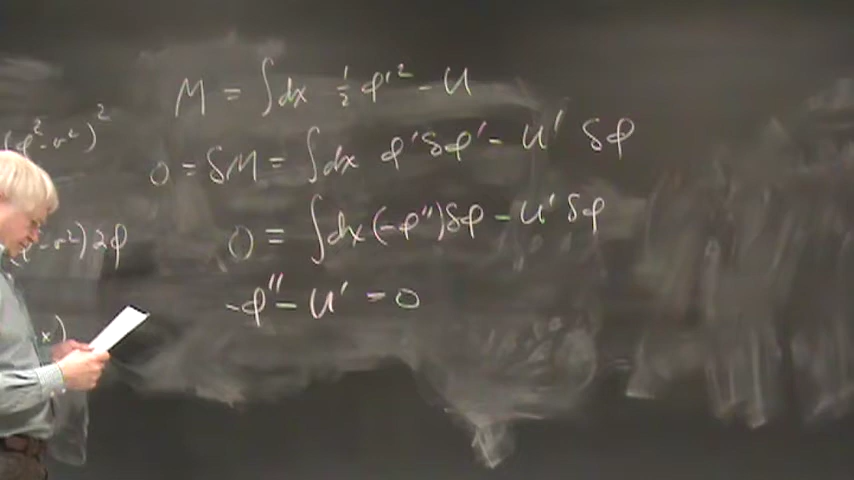 M = ∫dx ½ φ'² - U
(φ² - v²)²
0 = δM = ∫dx φ'δφ' - U' δφ
- v²) 2φ
0 = ∫dx (-φ'')δφ - U' δφ
-φ'' - U' = 0
x)